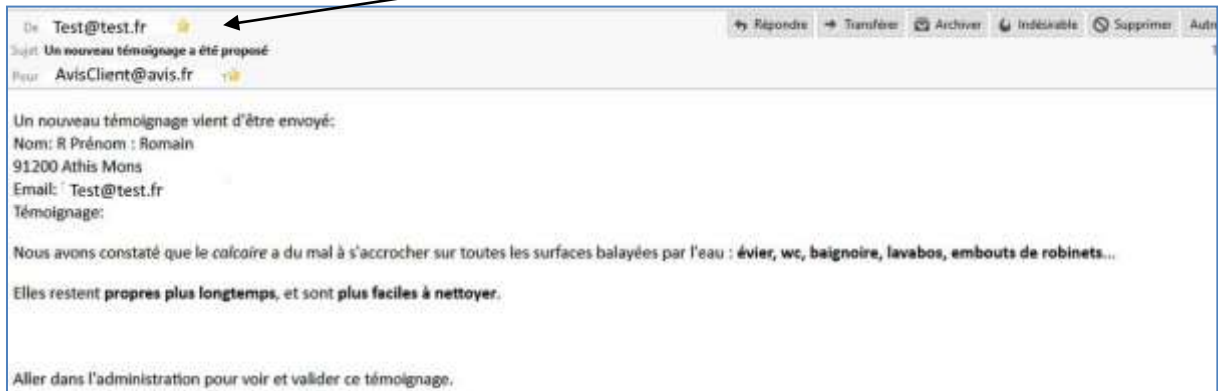 De Test@test.fr
Répondre Transférer Archiver Indésirable Supprimer Autr
Sujet Un nouveau témoignage a été proposé
Pour AvisClient@avis.fr
Un nouveau témoignage vient d'être envoyé:
Nom: R Prénom : Romain
91200 Athis Mons
Email: Test@test.fr
Témoignage:
Nous avons constaté que le calcaire a du mal à s'accrocher sur toutes les surfaces balayées par l'eau : évier, wc, baignoire, lavabos, embouts de robinets...
Elles restent propres plus longtemps, et sont plus faciles à nettoyer.
Aller dans l'administration pour voir et valider ce témoignage.